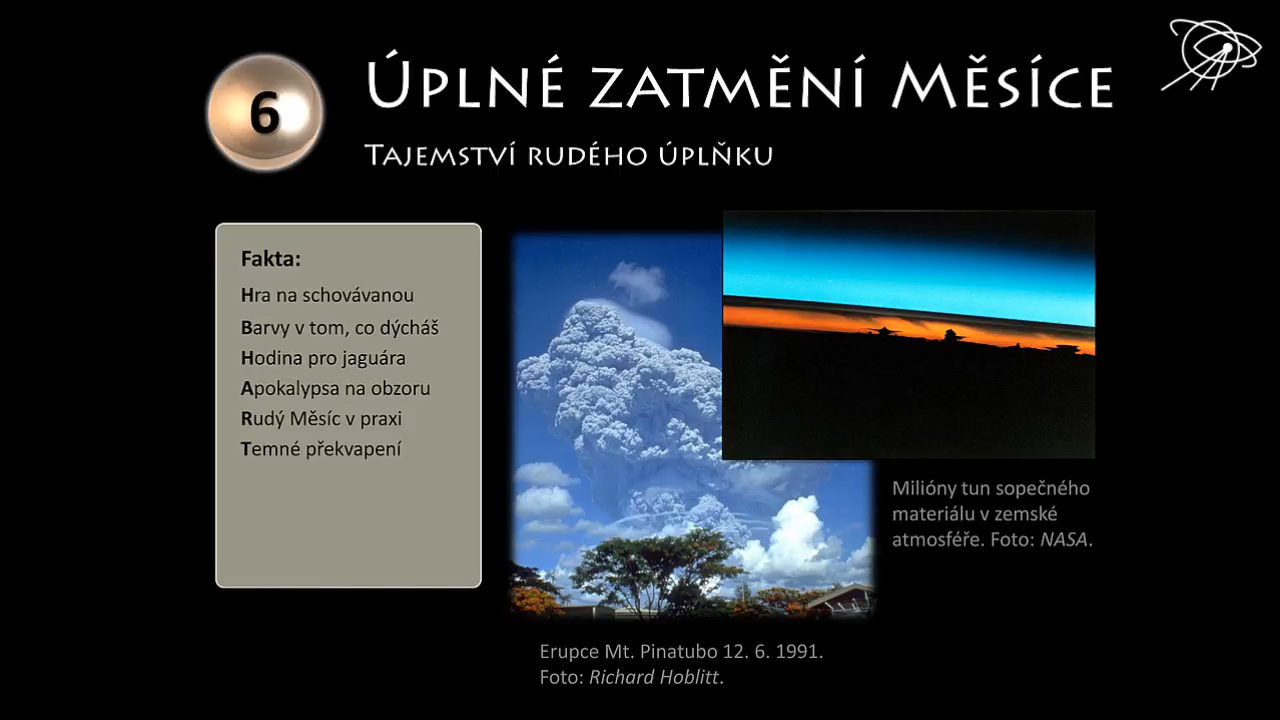 6
Úplné zatmění Měsíce
Tajemství rudého úplňku
Fakta:
Hra na schovávanou
Barvy v tom, co dýcháš
Hodina pro jaguára
Apokalypsa na obzoru
Rudý Měsíc v praxi
Temné překvapení
Milióny tun sopečného
materiálu v zemské
atmosféře. Foto: NASA.
Erupce Mt. Pinatubo 12. 6. 1991.
Foto: Richard Hoblitt.